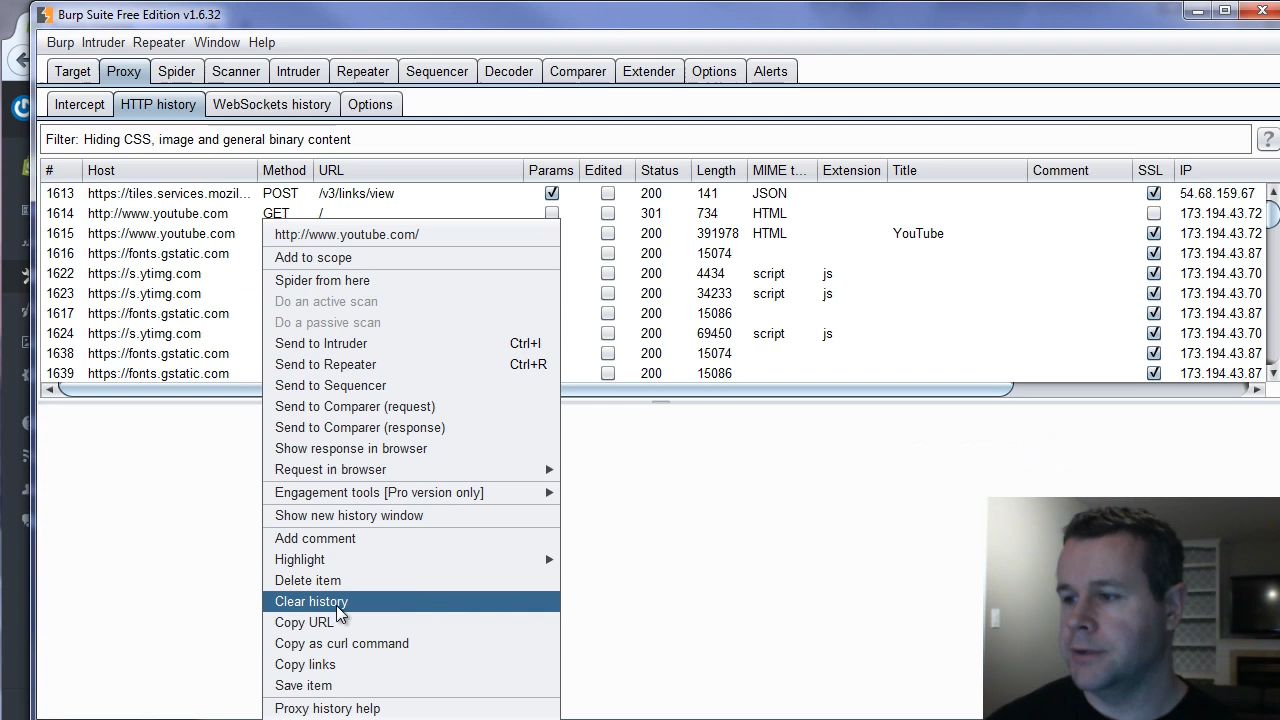 Burp Suite Free Edition v1.6.32
Burp Intruder Repeater Window Help
Target Proxy Spider Scanner Intruder Repeater Sequencer Decoder Comparer Extender Options Alerts
Intercept HTTP history WebSockets history Options
Filter: Hiding CSS, image and general binary content ?
# Host Method URL Params Edited Status Length MIME t... Extension Title Comment SSL IP
1613 https://tiles.services.mozil... POST /v3/links/view 200 141 JSON 54.68.159.67
1614 http://www.youtube.com GET / 301 734 HTML 173.194.43.72
1615 https://www.youtube.com 200 391978 HTML YouTube 173.194.43.72
1616 https://fonts.gstatic.com 200 15074 173.194.43.87
1622 https://s.ytimg.com 200 4434 script js 173.194.43.70
1623 https://s.ytimg.com 200 34233 script js 173.194.43.70
1617 https://fonts.gstatic.com 200 15086 173.194.43.87
1624 https://s.ytimg.com 200 69450 script js 173.194.43.70
1638 https://fonts.gstatic.com 200 15074 173.194.43.87
1639 https://fonts.gstatic.com 200 15086 173.194.43.87
http://www.youtube.com/
Add to scope
Spider from here
Do an active scan
Do a passive scan
Send to Intruder Ctrl+I
Send to Repeater Ctrl+R
Send to Sequencer
Send to Comparer (request)
Send to Comparer (response)
Show response in browser
Request in browser
Engagement tools [Pro version only]
Show new history window
Add comment
Highlight
Delete item
Clear history
Copy URL
Copy as curl command
Copy links
Save item
Proxy history help